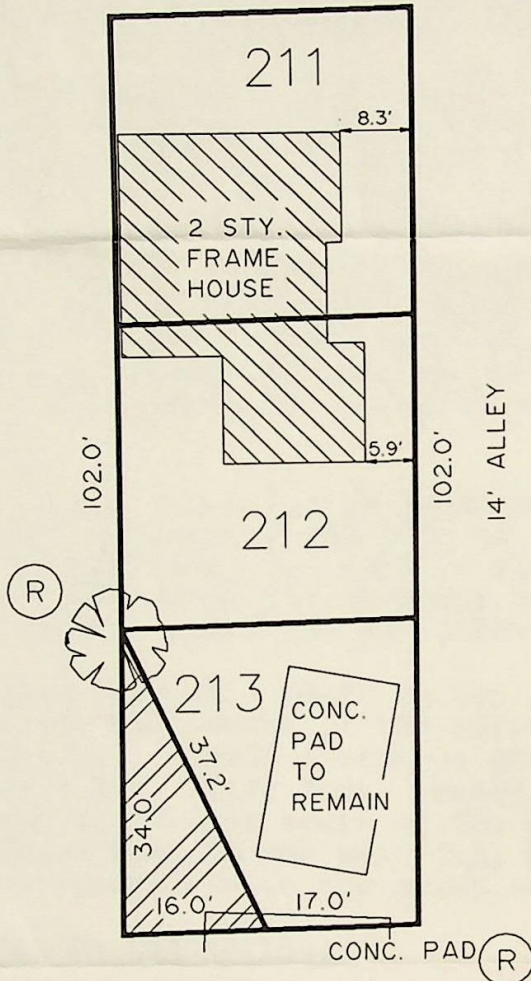 211
8.3'
2 STY.
FRAME
HOUSE
5.9'
102.0'
102.0'
14' ALLEY
212
R
213
37.2'
CONC.
PAD
TO
REMAIN
34.0
16.0'
17.0'
CONC. PAD R